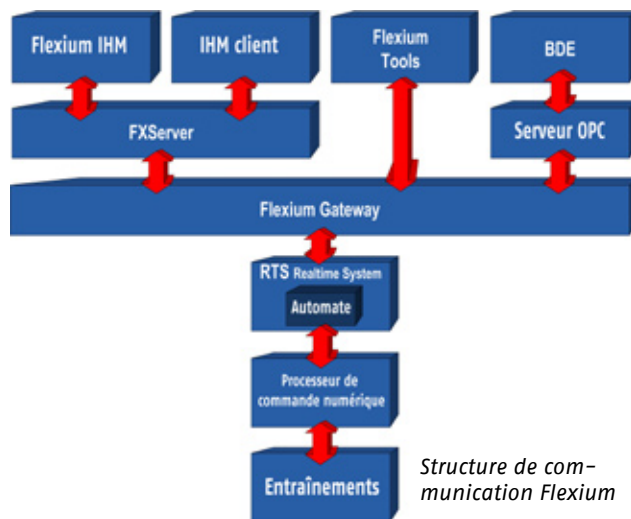 Flexium IHM
IHM client
Flexium
Tools
BDE
FXServer
Serveur OPC
Flexium Gateway
RTS Realtime System
Automate
Processeur de
commande numérique
Entraînements
Structure de com-
munication Flexium